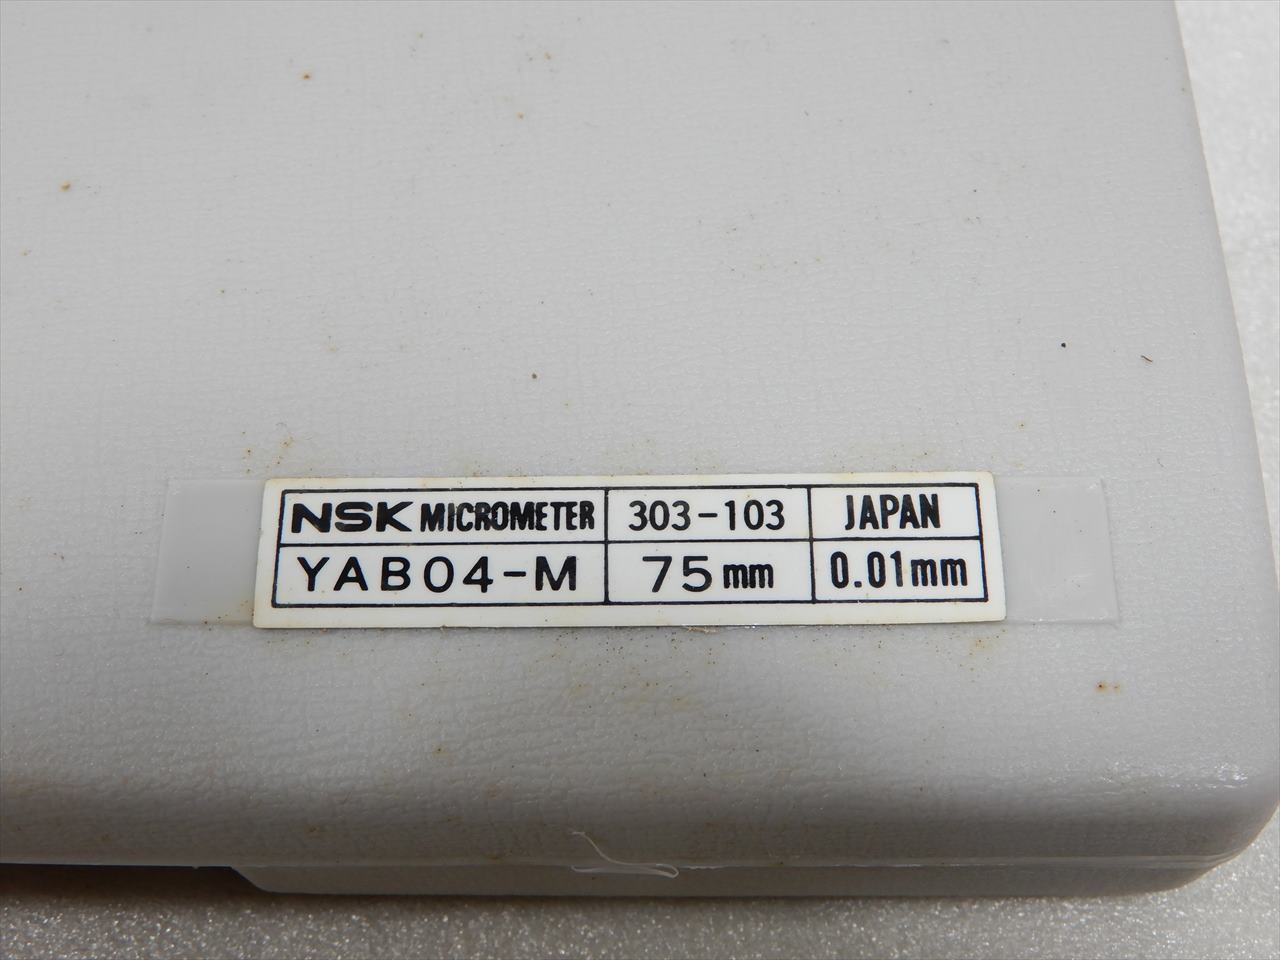 NSK MICROMETER 303-103 JAPAN
YAB04-M 75mm 0.01mm